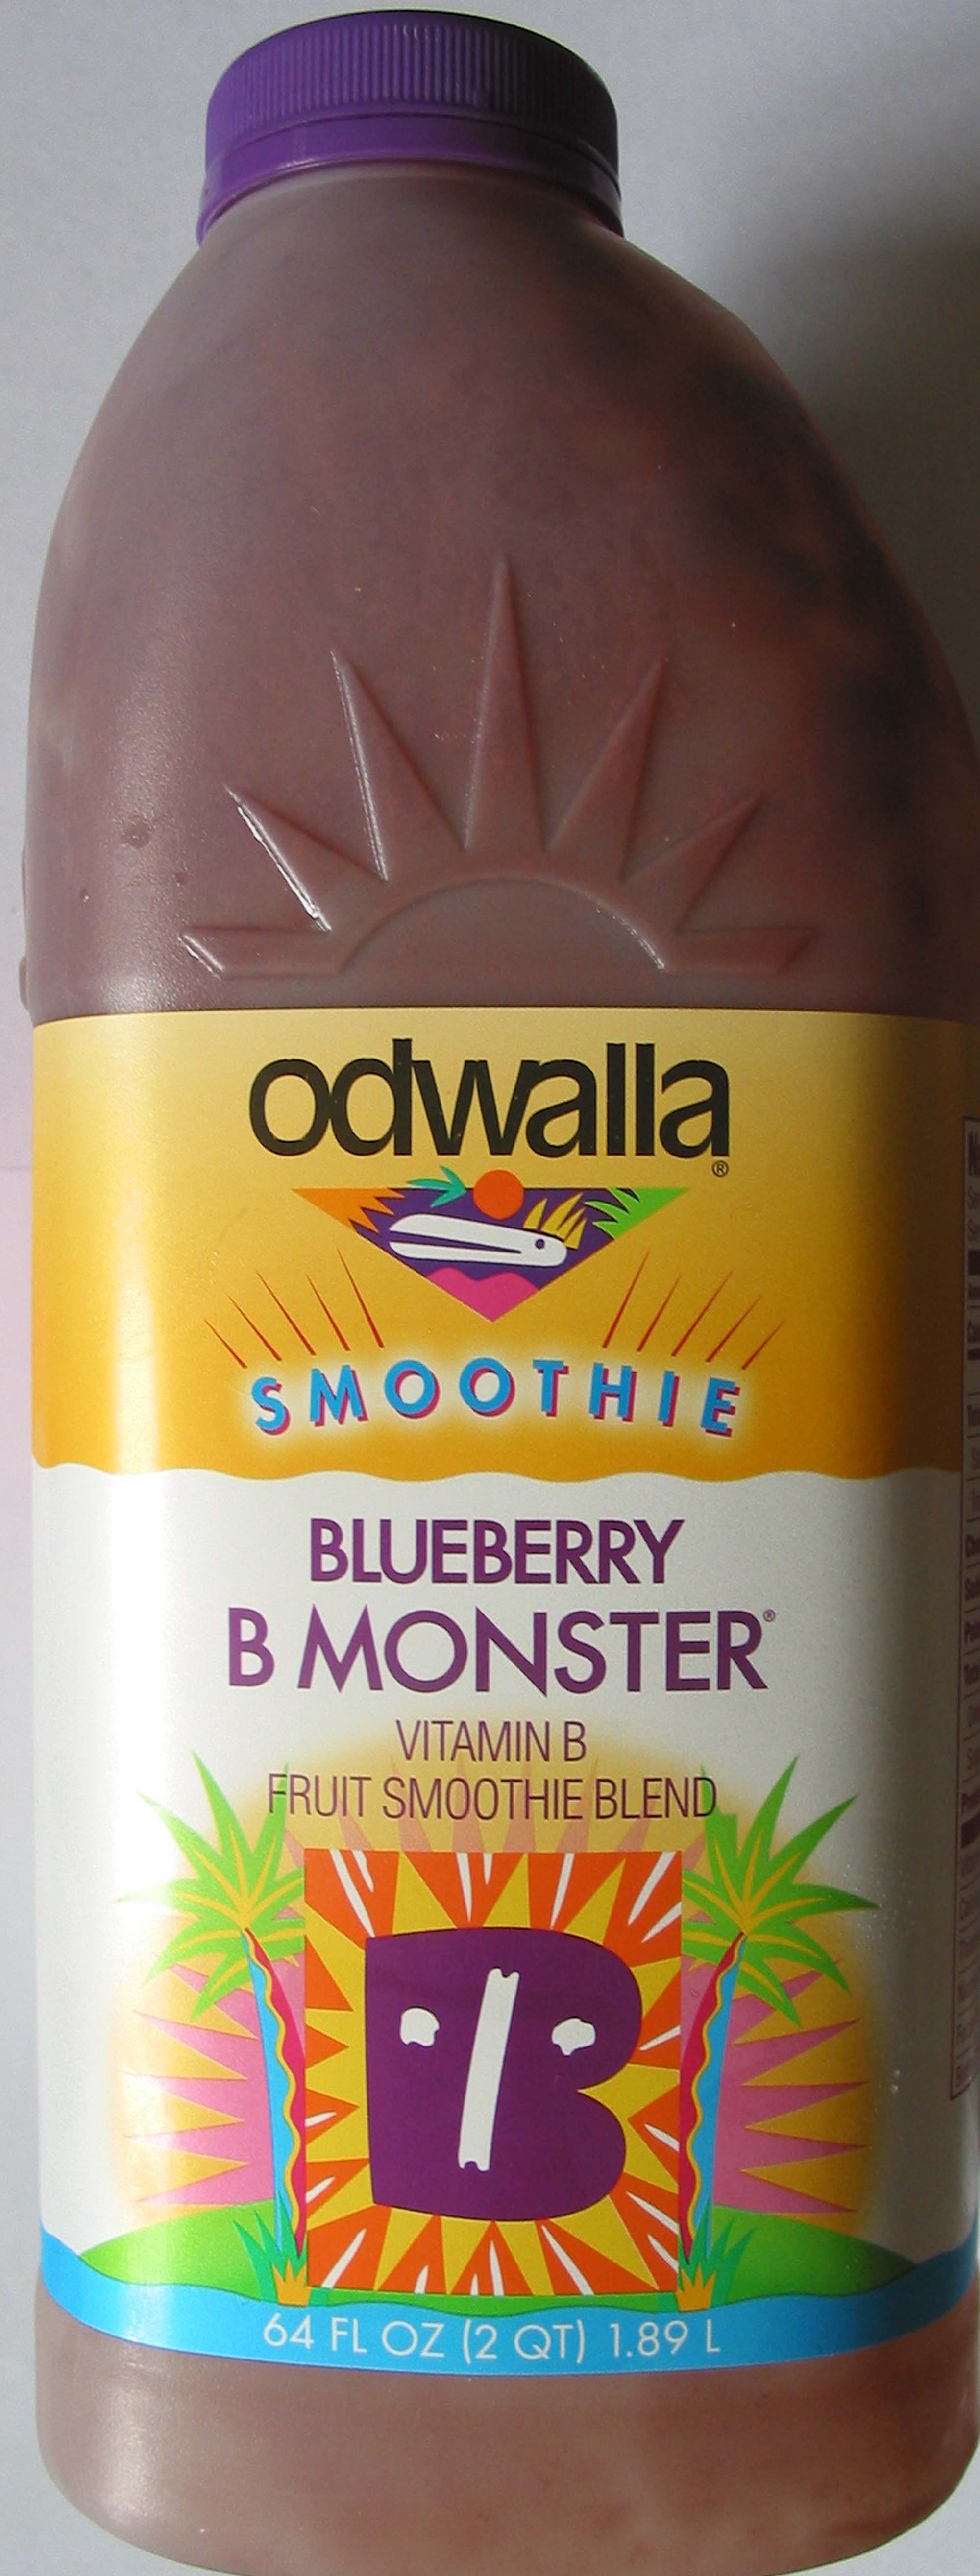 odwalla®
SMOOTHIE
BLUEBERRY
B MONSTER®
VITAMIN B
FRUIT SMOOTHIE BLEND
B
64 FL OZ (2 QT) 1.89 L